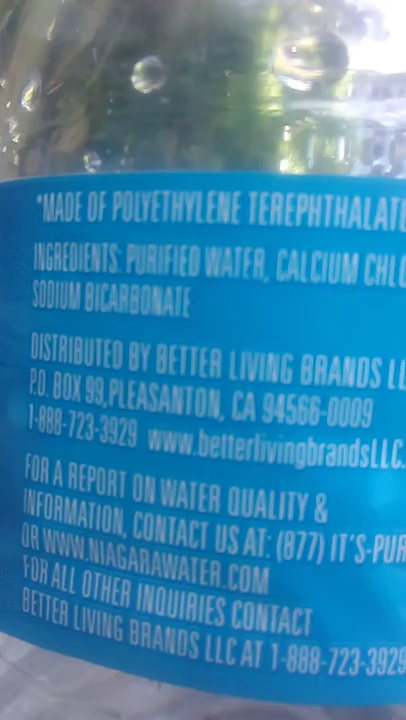 *MADE OF POLYETHYLENE TEREPHTHALAT
INGREDIENTS: PURIFIED WATER, CALCIUM CHLO
SODIUM BICARBONATE
DISTRIBUTED BY BETTER LIVING BRANDS LL
P.O. BOX 99,PLEASANTON, CA 94566-0009
1-888-723-3929 www.betterlivingbrandsLLC.
FOR A REPORT ON WATER QUALITY &
INFORMATION, CONTACT US AT: (877) IT'S-PUR
OR WWW.NIAGARAWATER.COM
FOR ALL OTHER INQUIRIES CONTACT
BETTER LIVING BRANDS LLC AT 1-888-723-3929